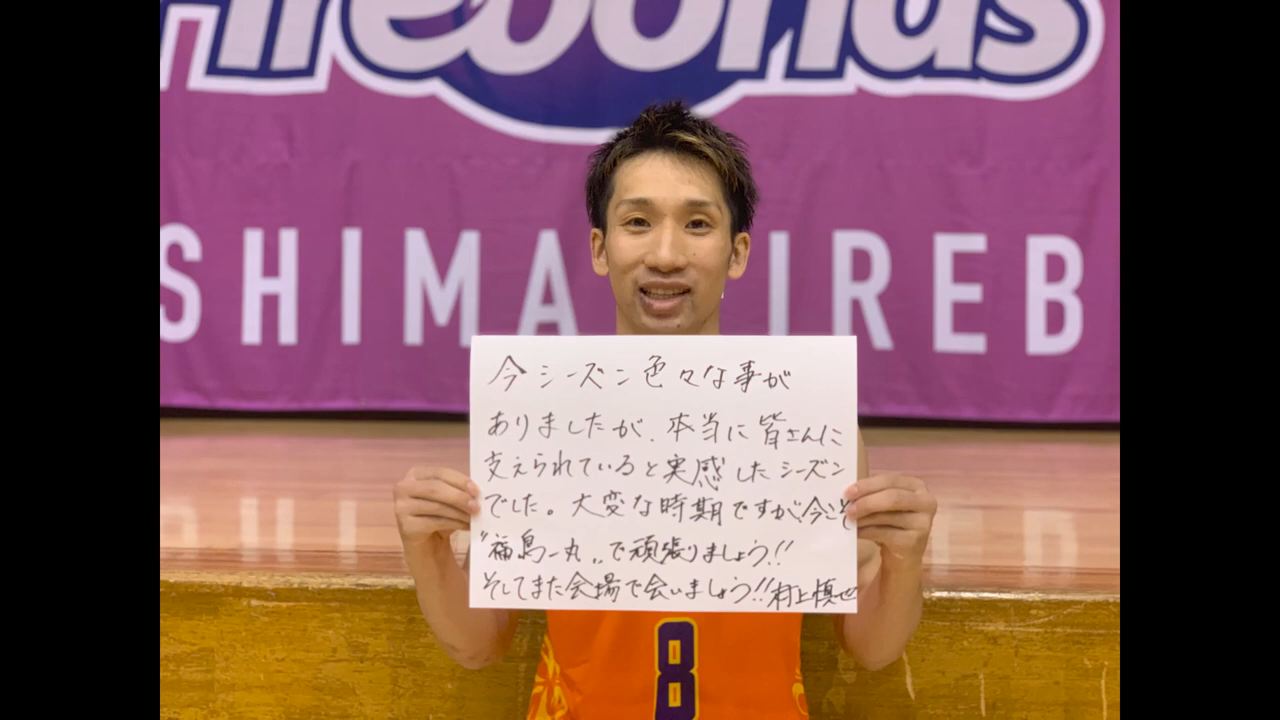 Firebonds
SHIMA FIREB
今シーズン色々な事が
ありましたが、本当に皆さんに
支えられていると実感したシーズン
でした。大変な時期ですが、今こそ
"福島一丸"で頑張りましょう!!
そしてまた会場で会いましょう!!村上慎也
8